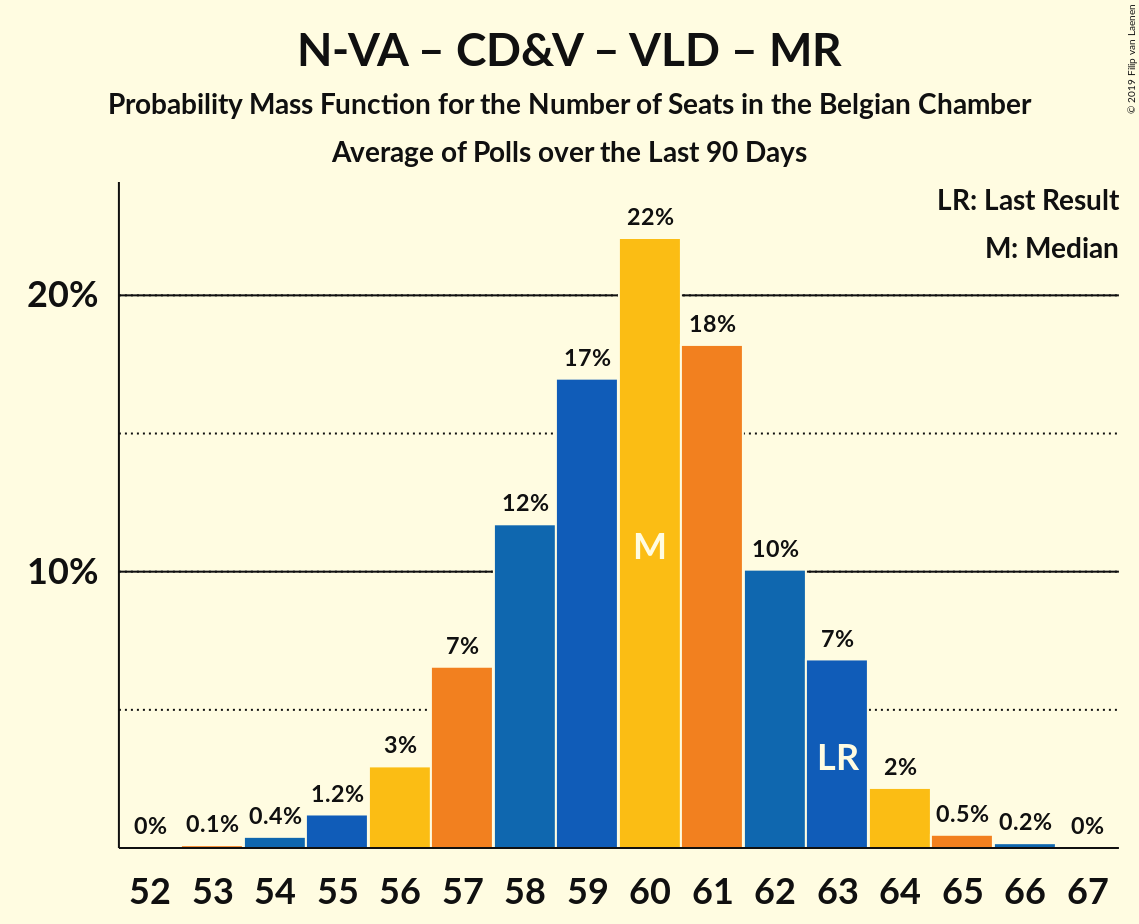 N-VA – CD&V – VLD – MR
Probability Mass Function for the Number of Seats in the Belgian Chamber
Average of Polls over the Last 90 Days
© 2019 Filip van Laenen
LR: Last Result
M: Median
20%
10%
0%
0.1%
0.4%
1.2%
3%
7%
12%
17%
22%
18%
10%
7%
2%
0.5%
0.2%
0%
M
LR
52 53 54 55 56 57 58 59 60 61 62 63 64 65 66 67